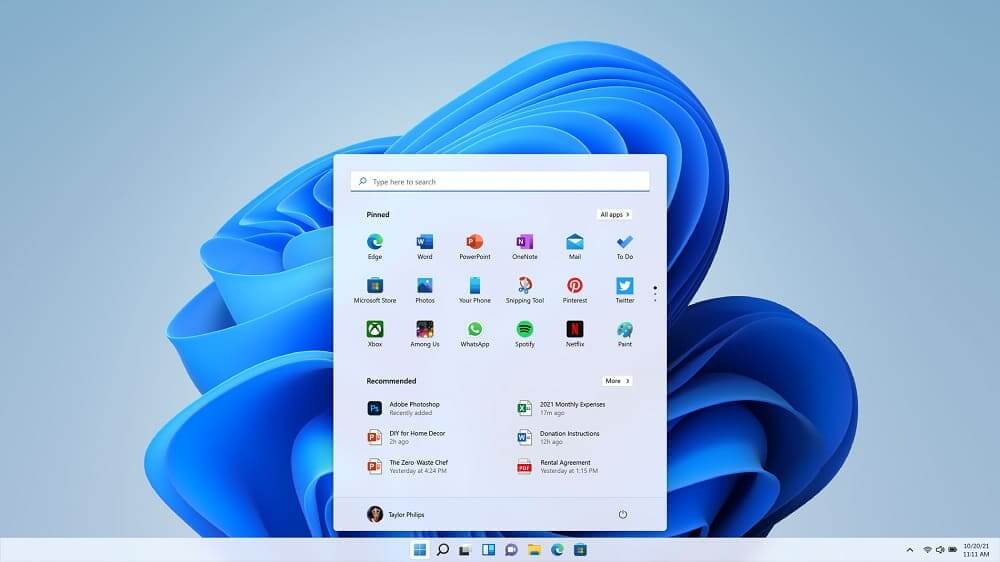 Type here to search
Pinned
All apps >
Edge
Word
PowerPoint
OneNote
Mail
To Do
Microsoft Store
Photos
Your Phone
Snipping Tool
Pinterest
Twitter
Xbox
Among Us
WhatsApp
Spotify
Netflix
Paint
Recommended
More >
Adobe Photoshop
Recently added
2021 Monthly Expenses
17m ago
DIY for Home Decor
2h ago
Donation Instructions
12h ago
The Zero-Waste Chef
Yesterday at 4:24 PM
Rental Agreement
Yesterday at 1:15 PM
Taylor Philips
10/20/21
11:11 AM